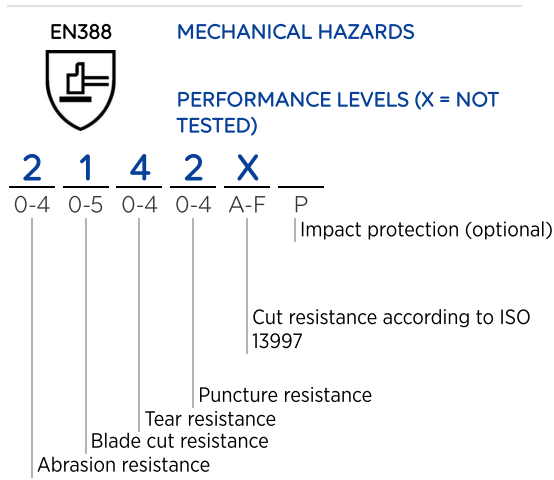 EN388
MECHANICAL HAZARDS
PERFORMANCE LEVELS (X = NOT
TESTED)
2 1 4 2 X
0-4 0-5 0-4 0-4 A-F P
Impact protection (optional)
Cut resistance according to ISO
13997
Puncture resistance
Tear resistance
Blade cut resistance
Abrasion resistance